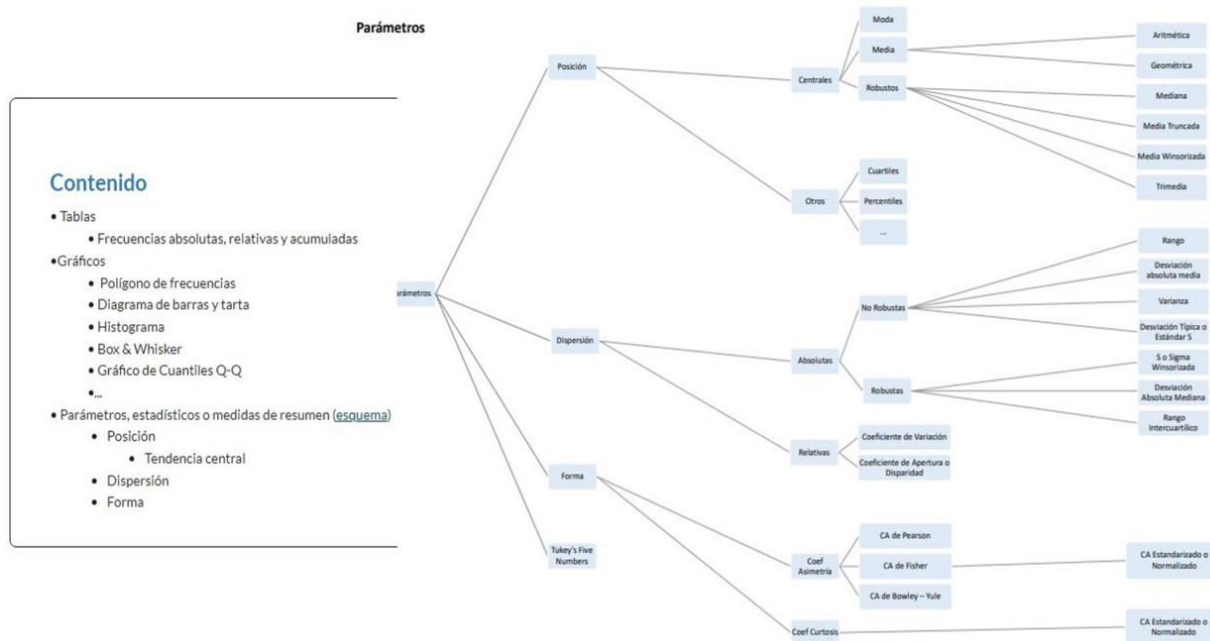 Parámetros
Contenido
• Tablas
• Frecuencias absolutas, relativas y acumuladas
•Gráficos
• Polígono de frecuencias
• Diagrama de barras y tarta
• Histograma
• Box & Whisker
• Gráfico de Cuantiles Q-Q
•...
• Parámetros, estadísticos o medidas de resumen (esquema)
• Posición
• Tendencia central
• Dispersión
• Forma
arámetros
Posición
Centrales
Moda
Media
Aritmética
Geométrica
Robustos
Mediana
Media Truncada
Media Winsorizada
Trimedia
Otros
Cuartiles
Percentiles
...
Dispersión
Absolutas
No Robustas
Rango
Desviación
absoluta media
Varianza
Desviación Típica o
Estándar S
Robustas
S o Sigma
Winsorizada
Desviación
Absoluta Mediana
Rango
Intercuartílico
Relativas
Coeficiente de Variación
Coeficiente de Apertura o
Disparidad
Forma
Coef
Asimetría
CA de Pearson
CA de Fisher
CA Estandarizado o
Normalizado
CA de Bowley – Yule
Coef Curtosis
CA Estandarizado o
Normalizado
Tukey's Five
Numbers